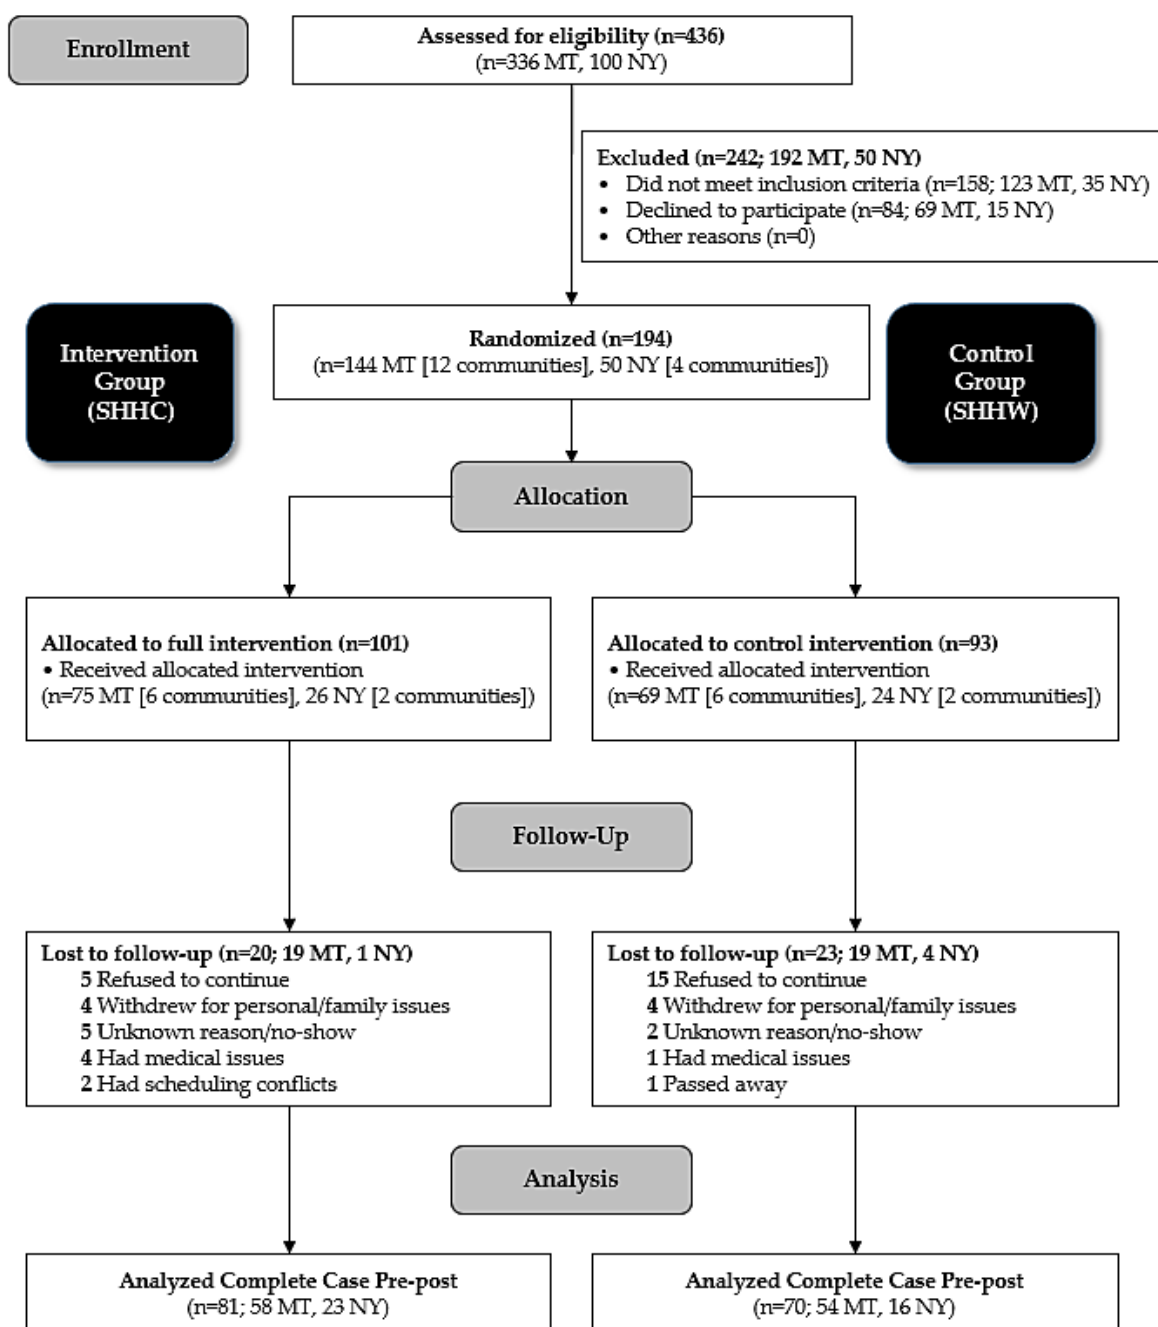 Enrollment
Assessed for eligibility (n=436)
(n=336 MT, 100 NY)
Excluded (n=242; 192 MT, 50 NY)
• Did not meet inclusion criteria (n=158; 123 MT, 35 NY)
• Declined to participate (n=84; 69 MT, 15 NY)
• Other reasons (n=0)
Intervention
Group
(SHHC)
Randomized (n=194)
(n=144 MT [12 communities], 50 NY [4 communities])
Control
Group
(SHHW)
Allocation
Allocated to full intervention (n=101)
• Received allocated intervention
(n=75 MT [6 communities], 26 NY [2 communities])
Allocated to control intervention (n=93)
• Received allocated intervention
(n=69 MT [6 communities], 24 NY [2 communities])
Follow-Up
Lost to follow-up (n=20; 19 MT, 1 NY)
5 Refused to continue
4 Withdrew for personal/family issues
5 Unknown reason/no-show
4 Had medical issues
2 Had scheduling conflicts
Lost to follow-up (n=23; 19 MT, 4 NY)
15 Refused to continue
4 Withdrew for personal/family issues
2 Unknown reason/no-show
1 Had medical issues
1 Passed away
Analysis
Analyzed Complete Case Pre-post
(n=81; 58 MT, 23 NY)
Analyzed Complete Case Pre-post
(n=70; 54 MT, 16 NY)